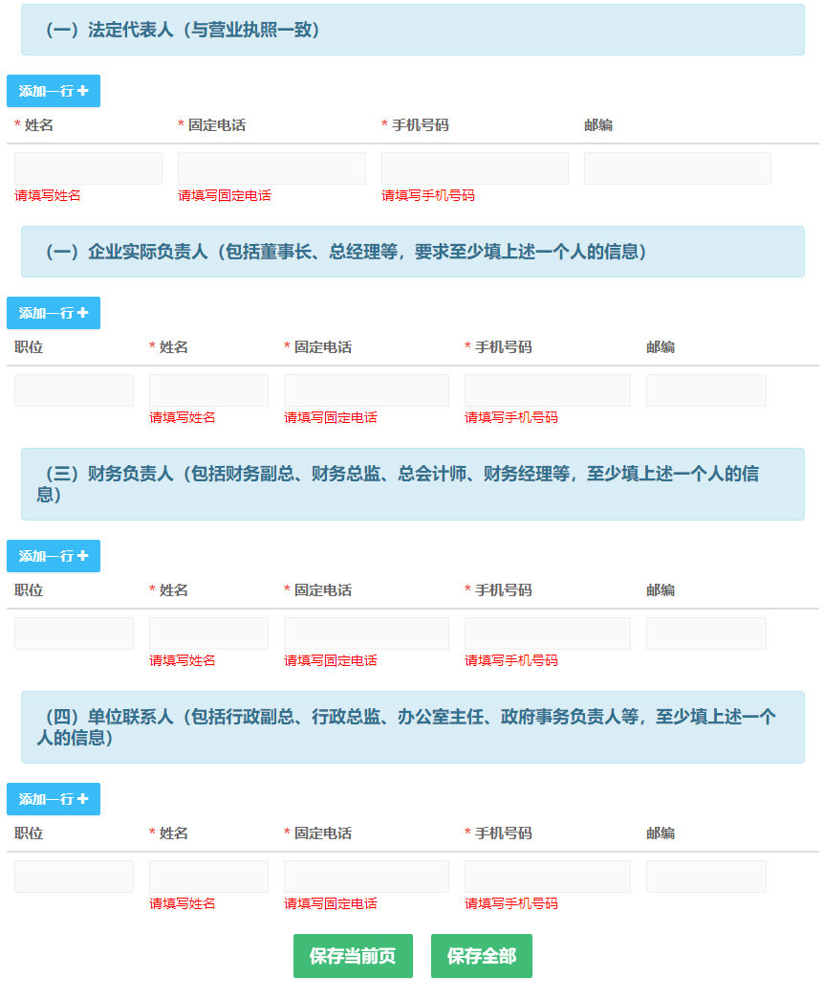 （一）法定代表人（与营业执照一致）
添加一行
* 姓名 * 固定电话 * 手机号码 邮编
请填写姓名 请填写固定电话 请填写手机号码
（一）企业实际负责人（包括董事长、总经理等，要求至少填上述一个人的信息）
添加一行
职位 * 姓名 * 固定电话 * 手机号码 邮编
请填写姓名 请填写固定电话 请填写手机号码
（三）财务负责人（包括财务副总、财务总监、总会计师、财务经理等，至少填上述一个人的信
息）
添加一行
职位 * 姓名 * 固定电话 * 手机号码 邮编
请填写姓名 请填写固定电话 请填写手机号码
（四）单位联系人（包括行政副总、行政总监、办公室主任、政府事务负责人等，至少填上述一个
人的信息）
添加一行
职位 * 姓名 * 固定电话 * 手机号码 邮编
请填写姓名 请填写固定电话 请填写手机号码
保存当前页 保存全部